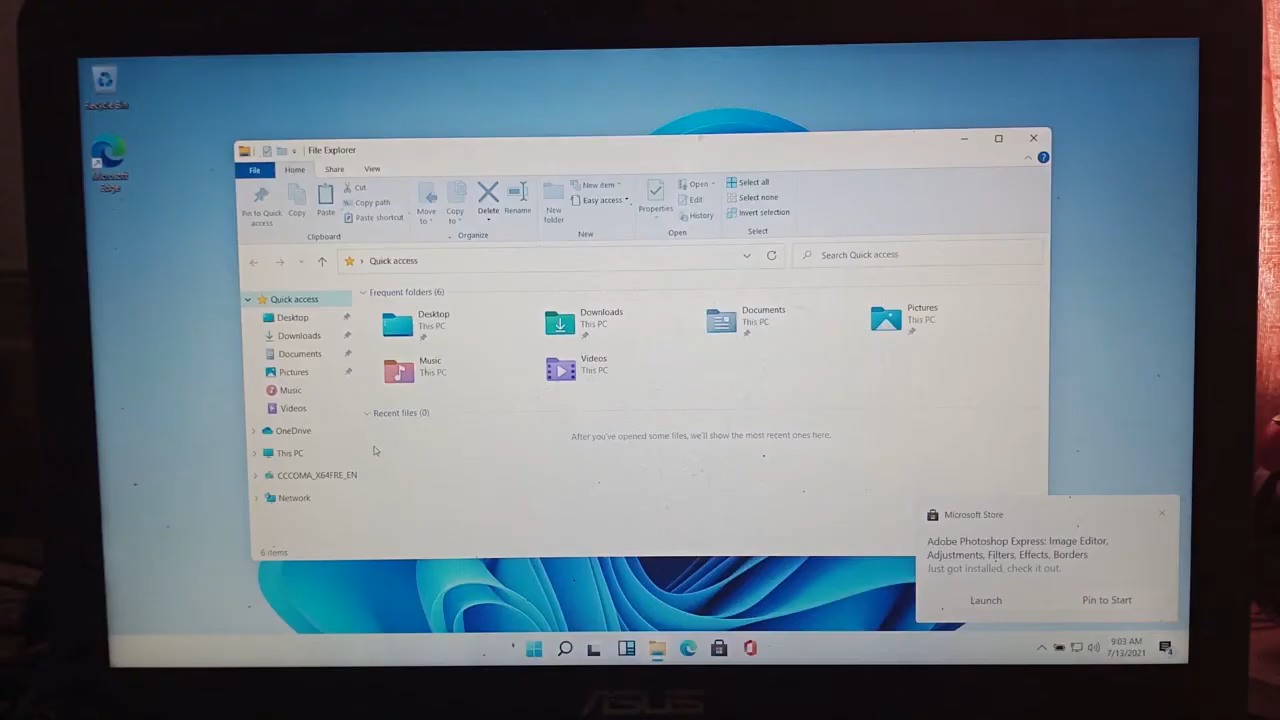 Recycle Bin
Microsoft
Edge
File Explorer
File
Home
Share
View
Pin to Quick
access
Copy
Paste
Cut
Copy path
Paste shortcut
Clipboard
Move
to
Copy
to
Delete
Rename
Organize
New
folder
New item
Easy access
New
Properties
Open
Edit
History
Open
Select all
Select none
Invert selection
Select
Quick access
Search Quick access
Quick access
Desktop
Downloads
Documents
Pictures
Music
Videos
OneDrive
This PC
CCCOMA_X64FRE_EN
Network
Frequent folders (6)
Desktop
This PC
Downloads
This PC
Documents
This PC
Pictures
This PC
Music
This PC
Videos
This PC
Recent files (0)
After you've opened some files, we'll show the most recent ones here.
6 items
Microsoft Store
Adobe Photoshop Express: Image Editor,
Adjustments, Filters, Effects, Borders
Just got installed, check it out.
Launch
Pin to Start
9:03 AM
7/13/2021
4
ASUS